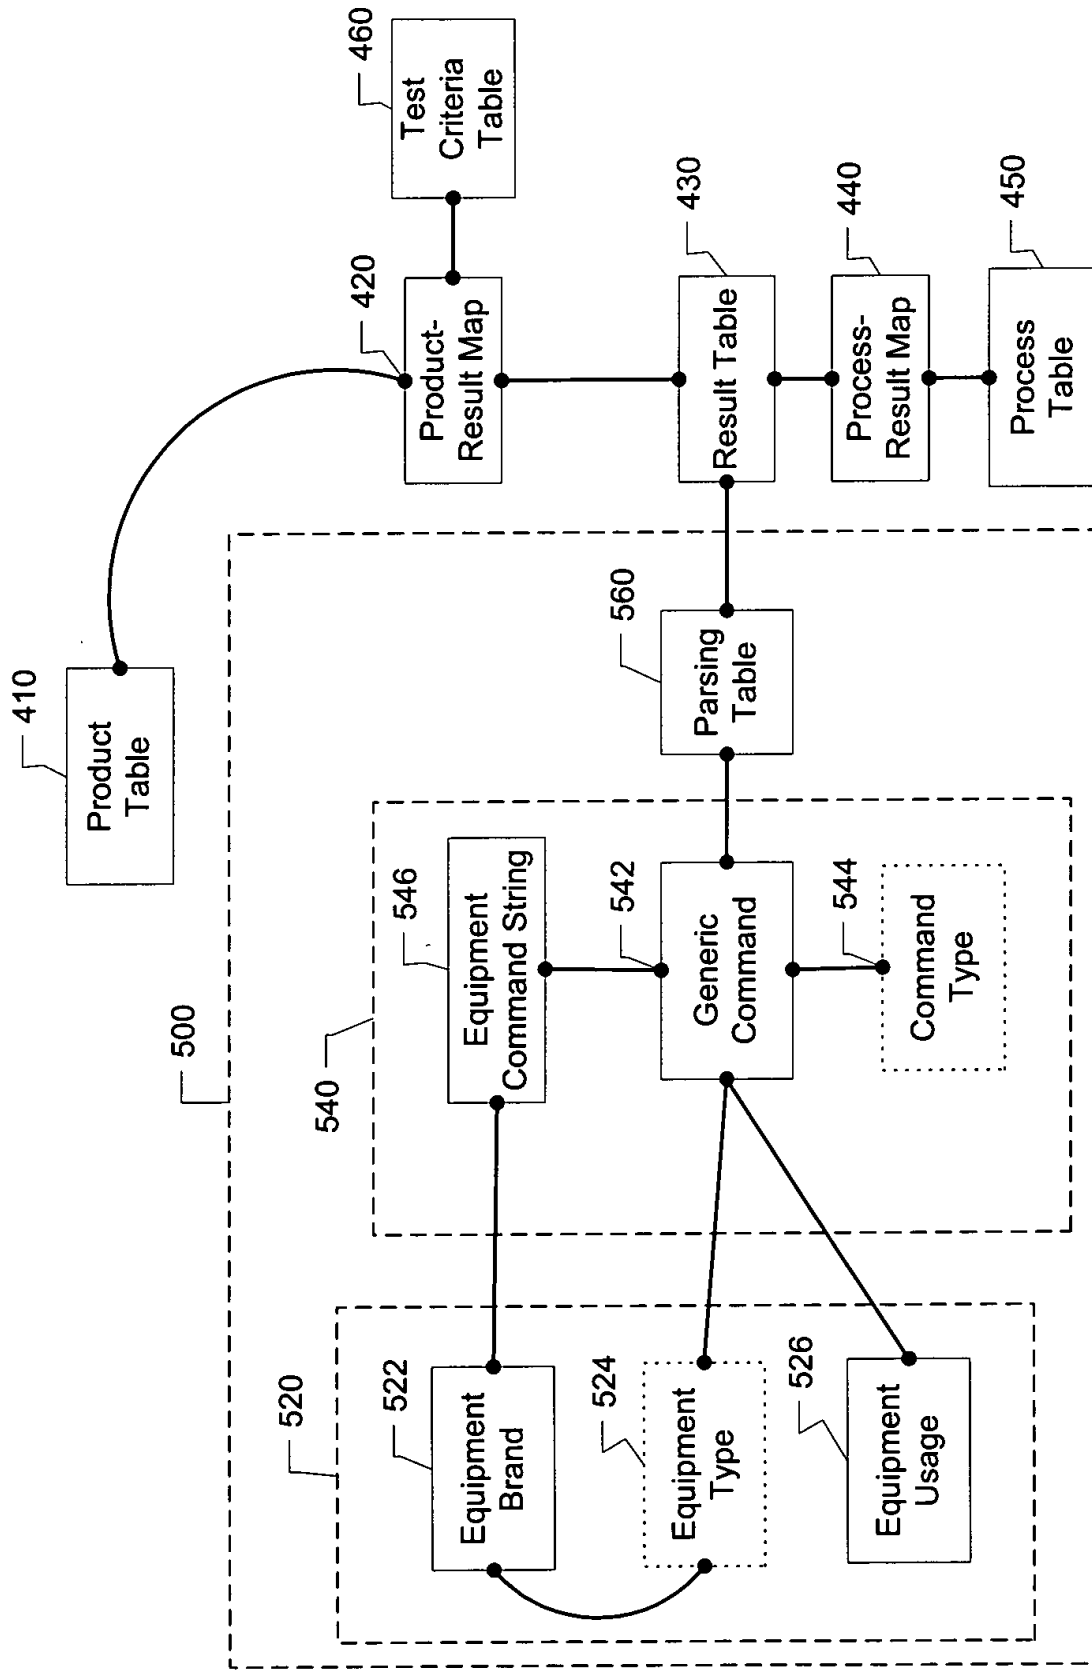 410
Product
Table
420
Product-
Result Map
460
Test
Criteria
Table
500
520
522
Equipment
Brand
524
Equipment
Type
526
Equipment
Usage
540
546
Equipment
Command String
542
Generic
Command
544
Command
Type
560
Parsing
Table
430
Result Table
440
Process-
Result Map
450
Process
Table